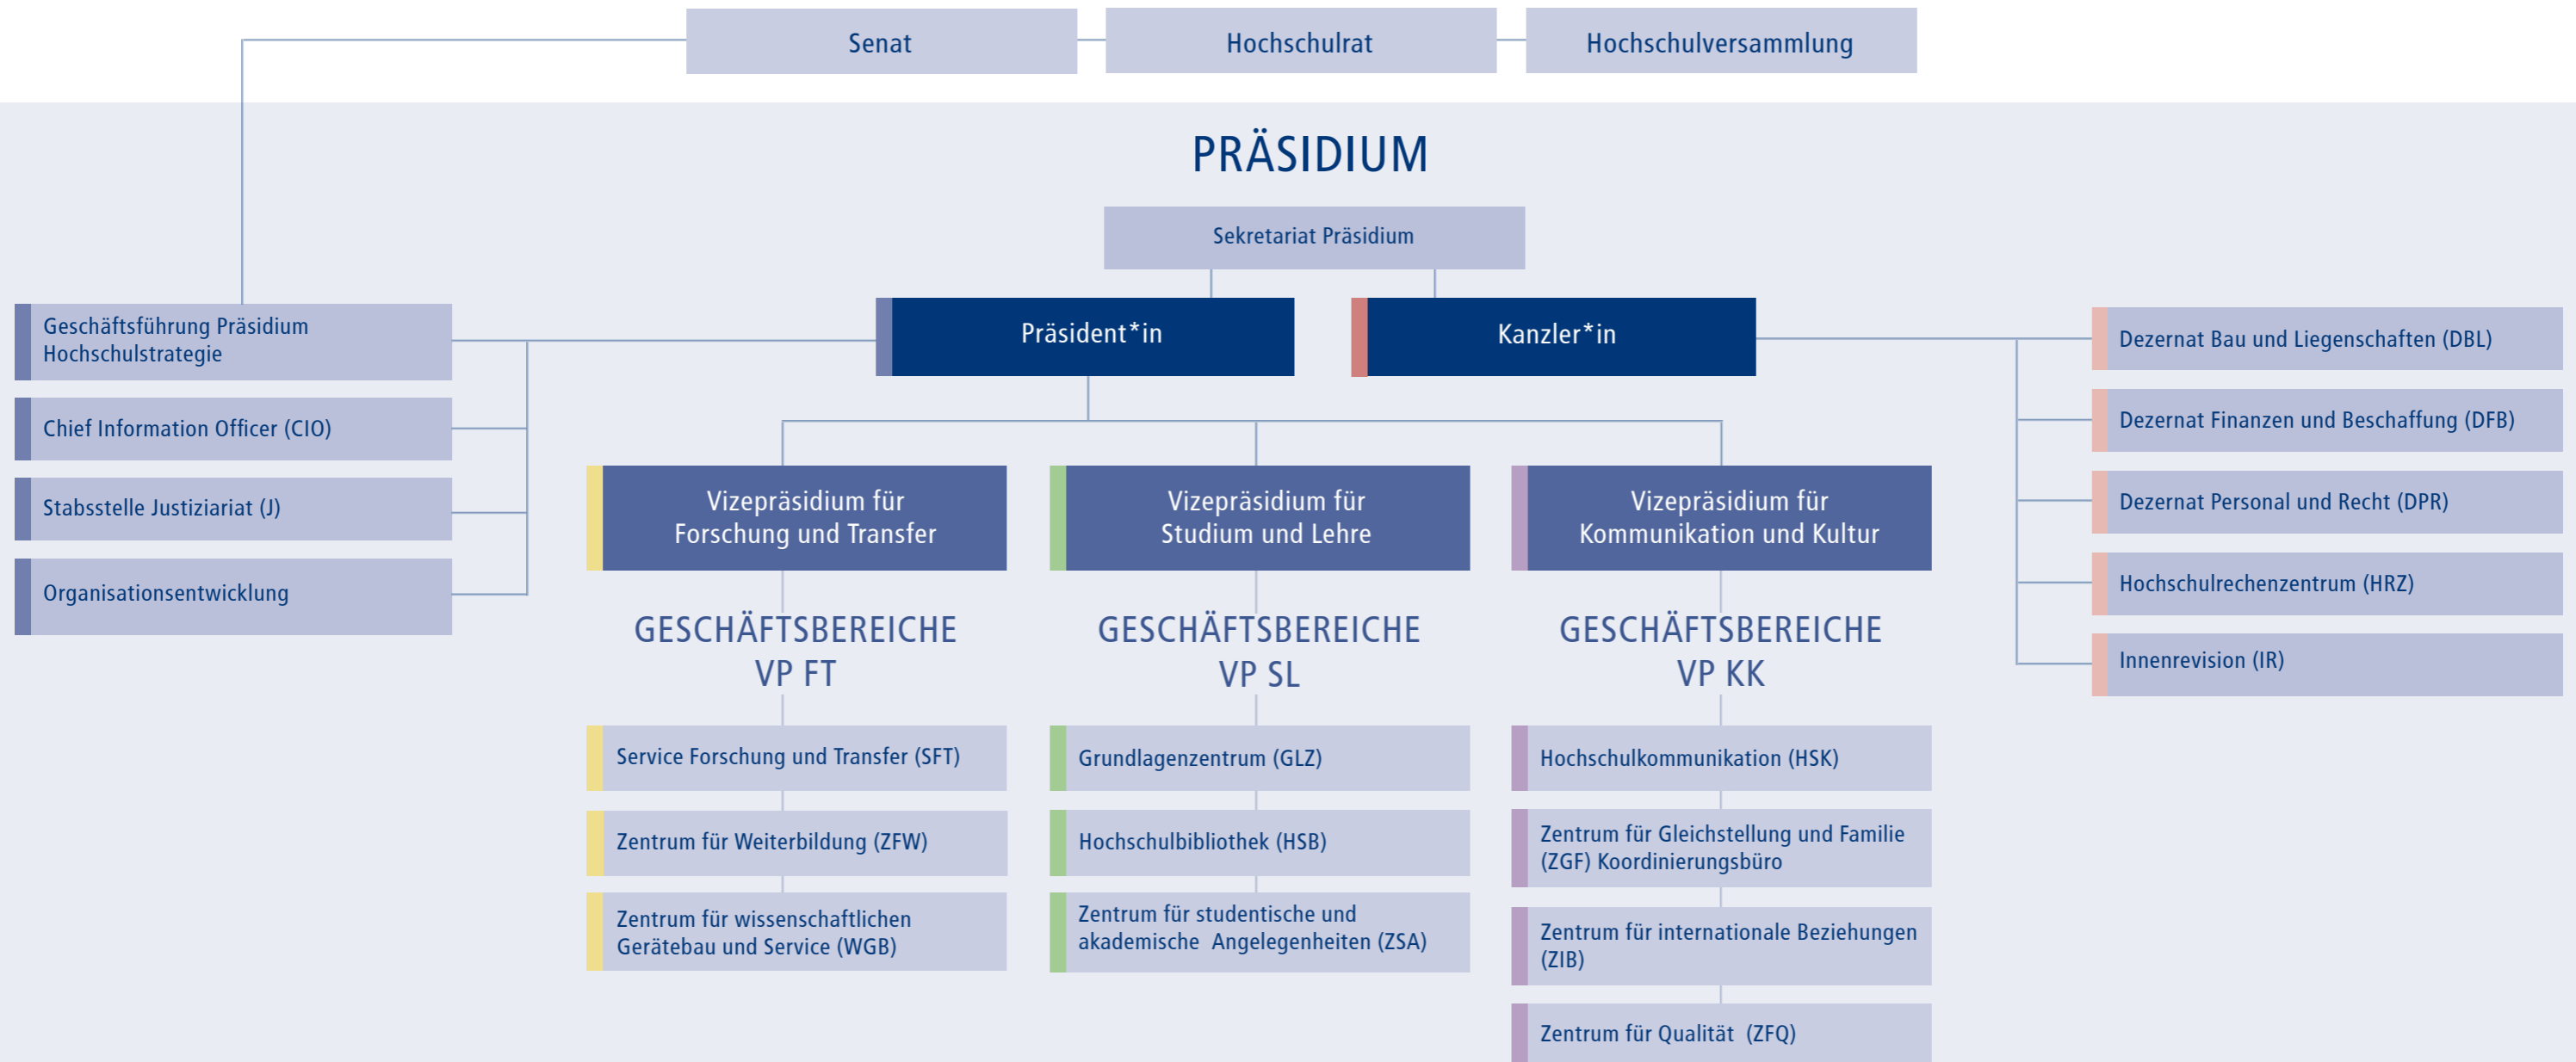 Senat
Hochschulrat
Hochschulversammlung
PRÄSIDIUM
Sekretariat Präsidium
Geschäftsführung Präsidium
Hochschulstrategie
Chief Information Officer (CIO)
Stabsstelle Justiziariat (J)
Organisationsentwicklung
Präsident*in
Kanzler*in
Dezernat Bau und Liegenschaften (DBL)
Dezernat Finanzen und Beschaffung (DFB)
Dezernat Personal und Recht (DPR)
Hochschulrechenzentrum (HRZ)
Innenrevision (IR)
Vizepräsidium für
Forschung und Transfer
GESCHÄFTSBEREICHE
VP FT
Service Forschung und Transfer (SFT)
Zentrum für Weiterbildung (ZFW)
Zentrum für wissenschaftlichen
Gerätebau und Service (WGB)
Vizepräsidium für
Studium und Lehre
GESCHÄFTSBEREICHE
VP SL
Grundlagenzentrum (GLZ)
Hochschulbibliothek (HSB)
Zentrum für studentische und
akademische  Angelegenheiten (ZSA)
Vizepräsidium für
Kommunikation und Kultur
GESCHÄFTSBEREICHE
VP KK
Hochschulkommunikation (HSK)
Zentrum für Gleichstellung und Familie
(ZGF) Koordinierungsbüro
Zentrum für internationale Beziehungen
(ZIB)
Zentrum für Qualität  (ZFQ)